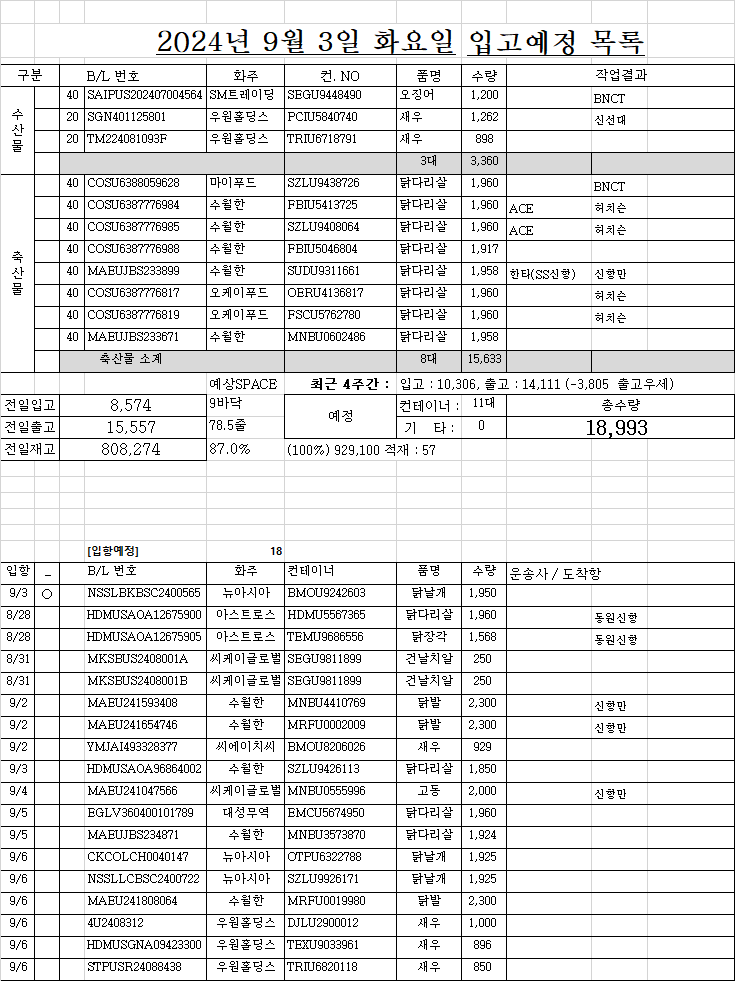 2024년 9월 3일 화요일 입고예정 목록
구분 B/L 번호 화주 컨. NO 품명 수량 작업결과
수산물
40 SAIPUS202407004564 SM트레이딩 SEGU9448490 오징어 1,200 BNCT
20 SGN401125801 우원홀딩스 PCIU5840740 새우 1,262 신선대
20 TM224081093F 우원홀딩스 TRIU6718791 새우 898
3대 3,360
축산물
40 COSU6388059628 마이푸드 SZLU9438726 닭다리살 1,960 BNCT
40 COSU6387776984 수월한 FBIU5413725 닭다리살 1,960 ACE 허치슨
40 COSU6387776985 수월한 SZLU9408064 닭다리살 1,960 ACE 허치슨
40 COSU6387776988 수월한 FBIU5046804 닭다리살 1,917
40 MAEUJBS233899 수월한 SUDU9311661 닭다리살 1,958 한타(SS신항) 신항만
40 COSU6387776817 오케이푸드 OERU4136817 닭다리살 1,960 허치슨
40 COSU6387776819 오케이푸드 FSCU5762780 닭다리살 1,960 허치슨
40 MAEUJBS233671 수월한 MNBU0602486 닭다리살 1,958
축산물 소계 8대 15,633
예상SPACE 최근 4주간 : 입고 : 10,306, 출고 : 14,111 (-3,805 출고우세)
전일입고 8,574 9바닥 예정 컨테이너 : 11대 총수량
전일출고 15,557 78.5줄 기 타 : 0 18,993
전일재고 808,274 87.0% (100%) 929,100 적재 : 57
[입항예정] 18
입항 _ B/L 번호 화주 컨테이너 품명 수량 운송사 / 도착항
9/3 ○ NSSLBKBSC2400565 뉴아시아 BMOU9242603 닭날개 1,950
8/28 HDMUSAOA12675900 아스트로스 HDMU5567365 닭다리살 1,960 동원신항
8/28 HDMUSAOA12675905 아스트로스 TEMU9686556 닭장각 1,568 동원신항
8/31 MKSBUS2408001A 씨케이글로벌 SEGU9811899 건날치알 250
8/31 MKSBUS2408001B 씨케이글로벌 SEGU9811899 건날치알 250
9/2 MAEU241593408 수월한 MNBU4410769 닭발 2,300 신항만
9/2 MAEU241654746 수월한 MRFU0002009 닭발 2,300 신항만
9/2 YMJAI493328377 씨에이치씨 BMOU8206026 새우 929
9/3 HDMUSAOA96864002 수월한 SZLU9426113 닭다리살 1,850
9/4 MAEU241047566 씨케이글로벌 MNBU0555996 고등 2,000 신항만
9/5 EGLV360400101789 대성무역 EMCU5674950 닭다리살 1,960
9/5 MAEUJBS234871 수월한 MNBU3573870 닭다리살 1,924
9/6 CKCOLCH0040147 뉴아시아 OTPU6322788 닭날개 1,925
9/6 NSSLLCBSC2400722 뉴아시아 SZLU9926171 닭날개 1,925
9/6 MAEU241808064 수월한 MRFU0019980 닭발 2,300
9/6 4U2408312 우원홀딩스 DJLU2900012 새우 1,000
9/6 HDMUSGNA09423300 우원홀딩스 TEXU9033961 새우 896
9/6 STPUSR24088438 우원홀딩스 TRIU6820118 새우 850